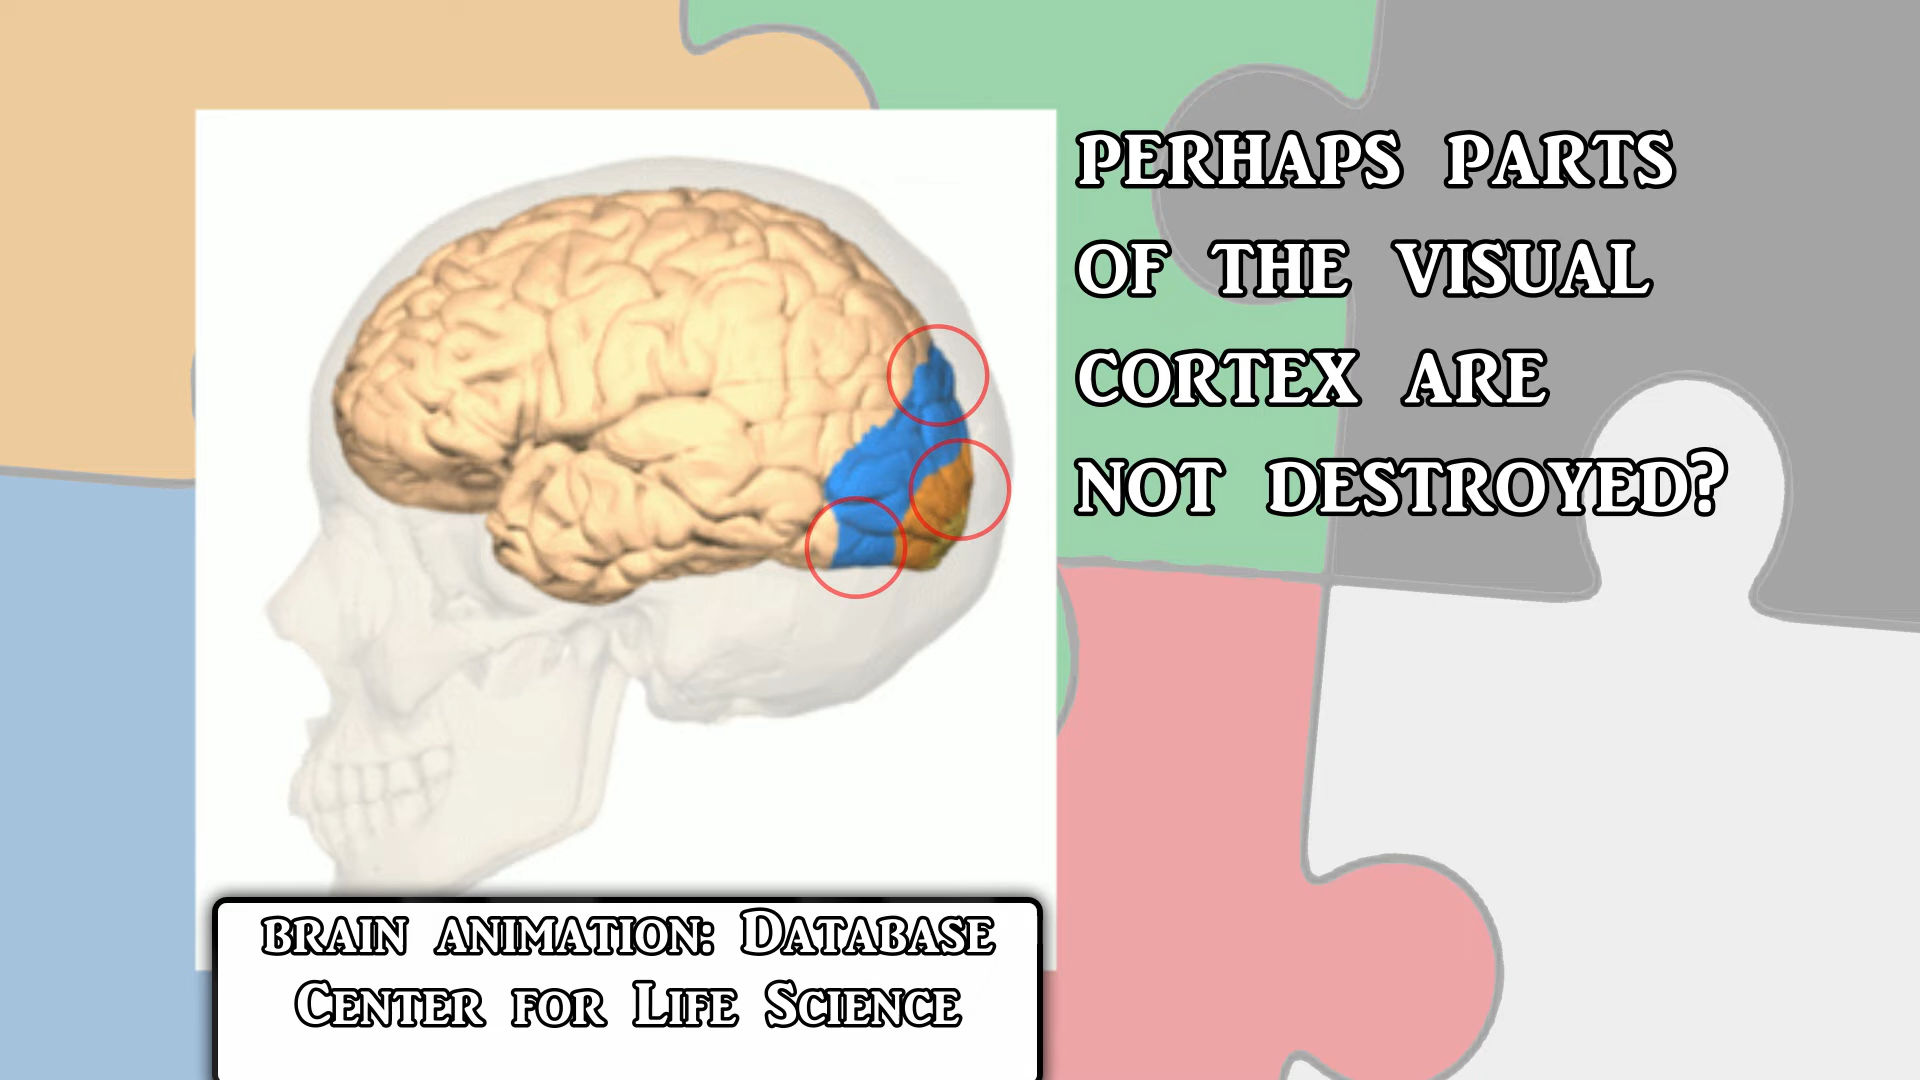 PERHAPS PARTS
OF THE VISUAL
CORTEX ARE
NOT DESTROYED?
BRAIN ANIMATION: DATABASE
CENTER FOR LIFE SCIENCE